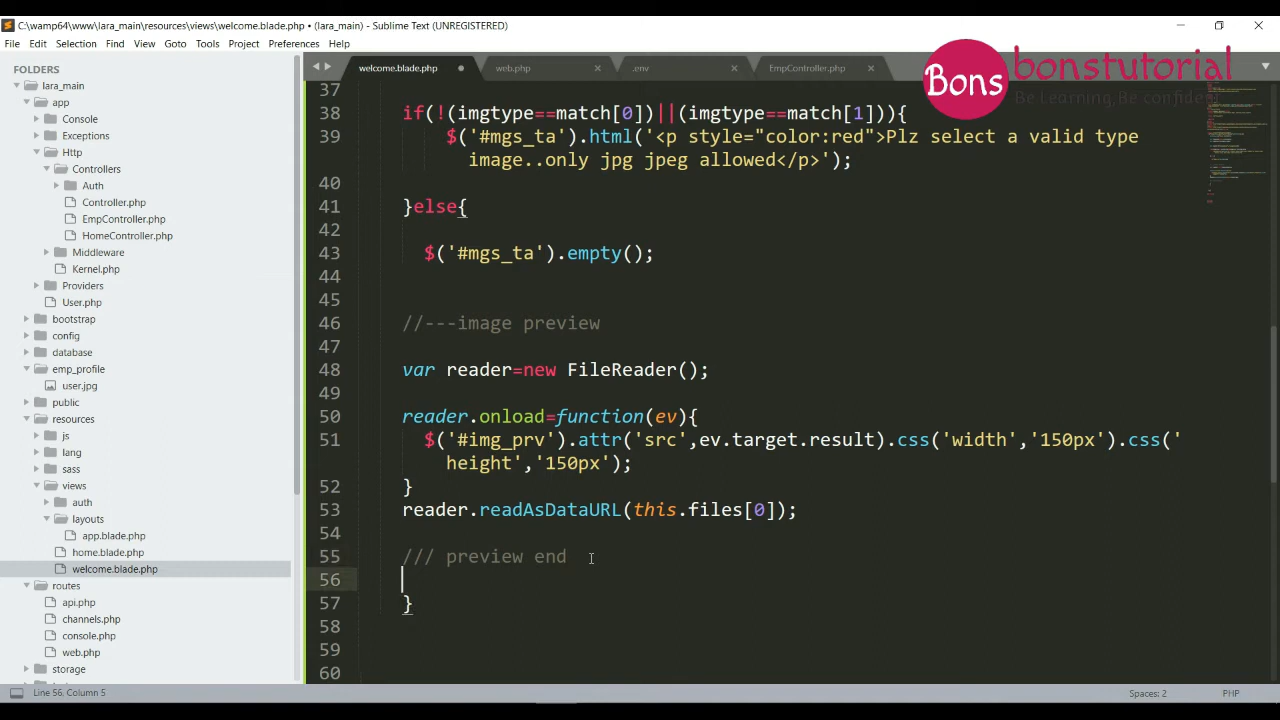 C:\wamp64\www\lara_main\resources\views\welcome.blade.php • (lara_main) - Sublime Text (UNREGISTERED)
File Edit Selection Find View Goto Tools Project Preferences Help
Bons bonstutorial
Be Learning Be confident
welcome.blade.php web.php .env EmpController.php
FOLDERS
lara_main
app
Console
Exceptions
Http
Controllers
Auth
Controller.php
EmpController.php
HomeController.php
Middleware
Kernel.php
Providers
User.php
bootstrap
config
database
emp_profile
user.jpg
public
resources
js
lang
sass
views
auth
layouts
app.blade.php
home.blade.php
welcome.blade.php
routes
api.php
channels.php
console.php
web.php
storage
37
38 if(!(imgtype==match[0])||(imgtype==match[1])){
39 $('#mgs_ta').html('<p style="color:red">Plz select a valid type
image..only jpg jpeg allowed</p>');
40
41 }else{
42
43 $('#mgs_ta').empty();
44
45
46 //---image preview
47
48 var reader=new FileReader();
49
50 reader.onload=function(ev){
51 $('#img_prv').attr('src',ev.target.result).css('width','150px').css('
height','150px');
52 }
53 reader.readAsDataURL(this.files[0]);
54
55 /// preview end
56
57 }
58
59
60
Line 56, Column 5
Spaces: 2
PHP